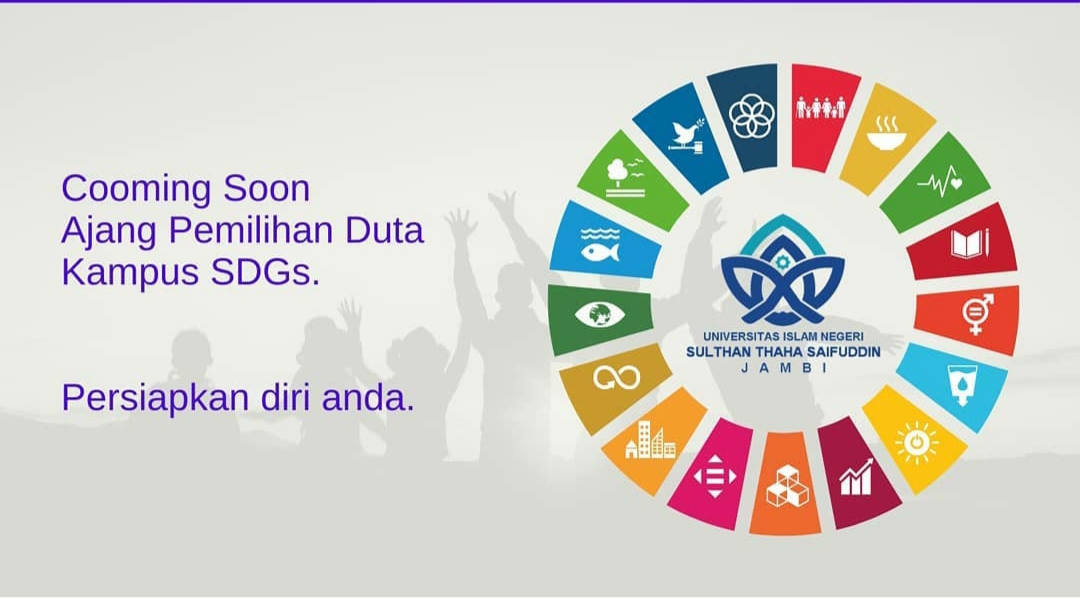 Cooming Soon
Ajang Pemilihan Duta
Kampus SDGs.
Persiapkan diri anda.
UNIVERSITAS ISLAM NEGERI
SULTHAN THAHA SAIFUDDIN
JAMBI